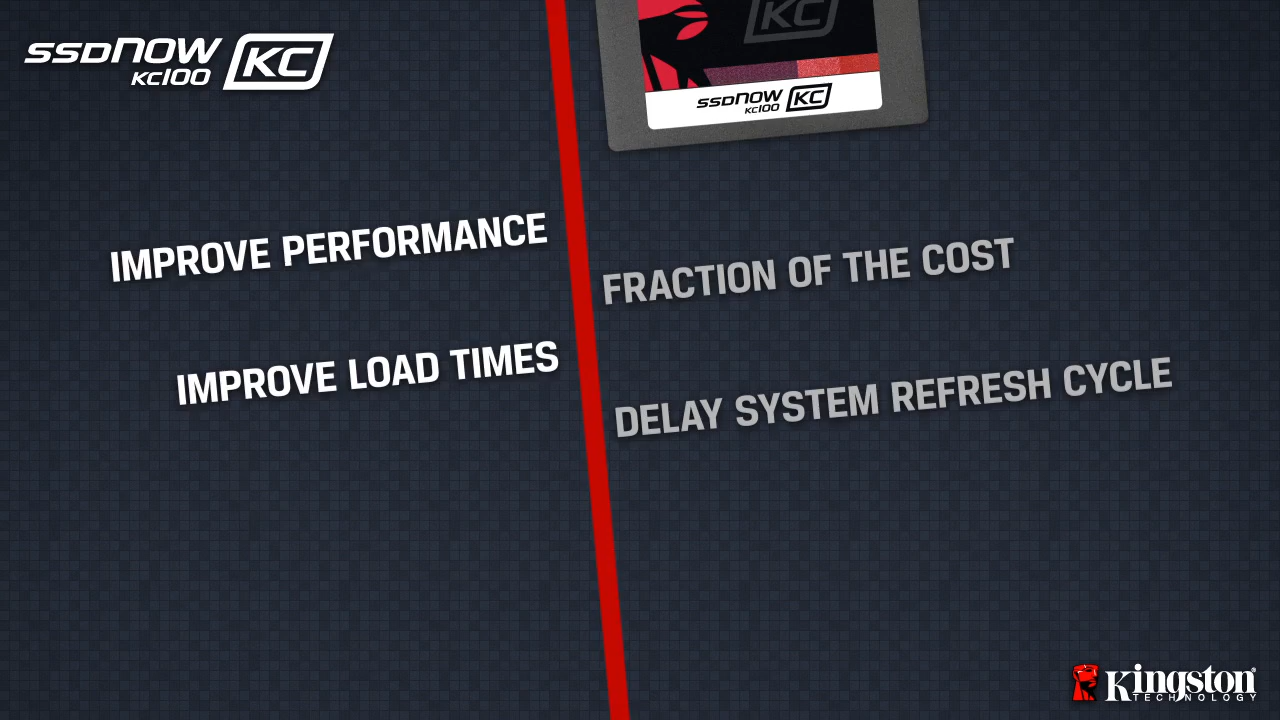 SSDNOW KC
KC100
KC
SSDNOW KC
KC100
IMPROVE PERFORMANCE
FRACTION OF THE COST
IMPROVE LOAD TIMES
DELAY SYSTEM REFRESH CYCLE
Kingston
TECHNOLOGY